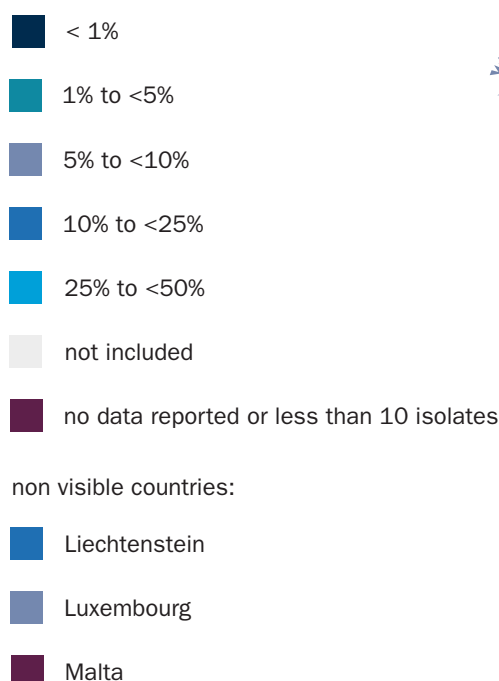 < 1%
1% to <5%
5% to <10%
10% to <25%
25% to <50%
not included
no data reported or less than 10 isolates
non visible countries:
Liechtenstein
Luxembourg
Malta